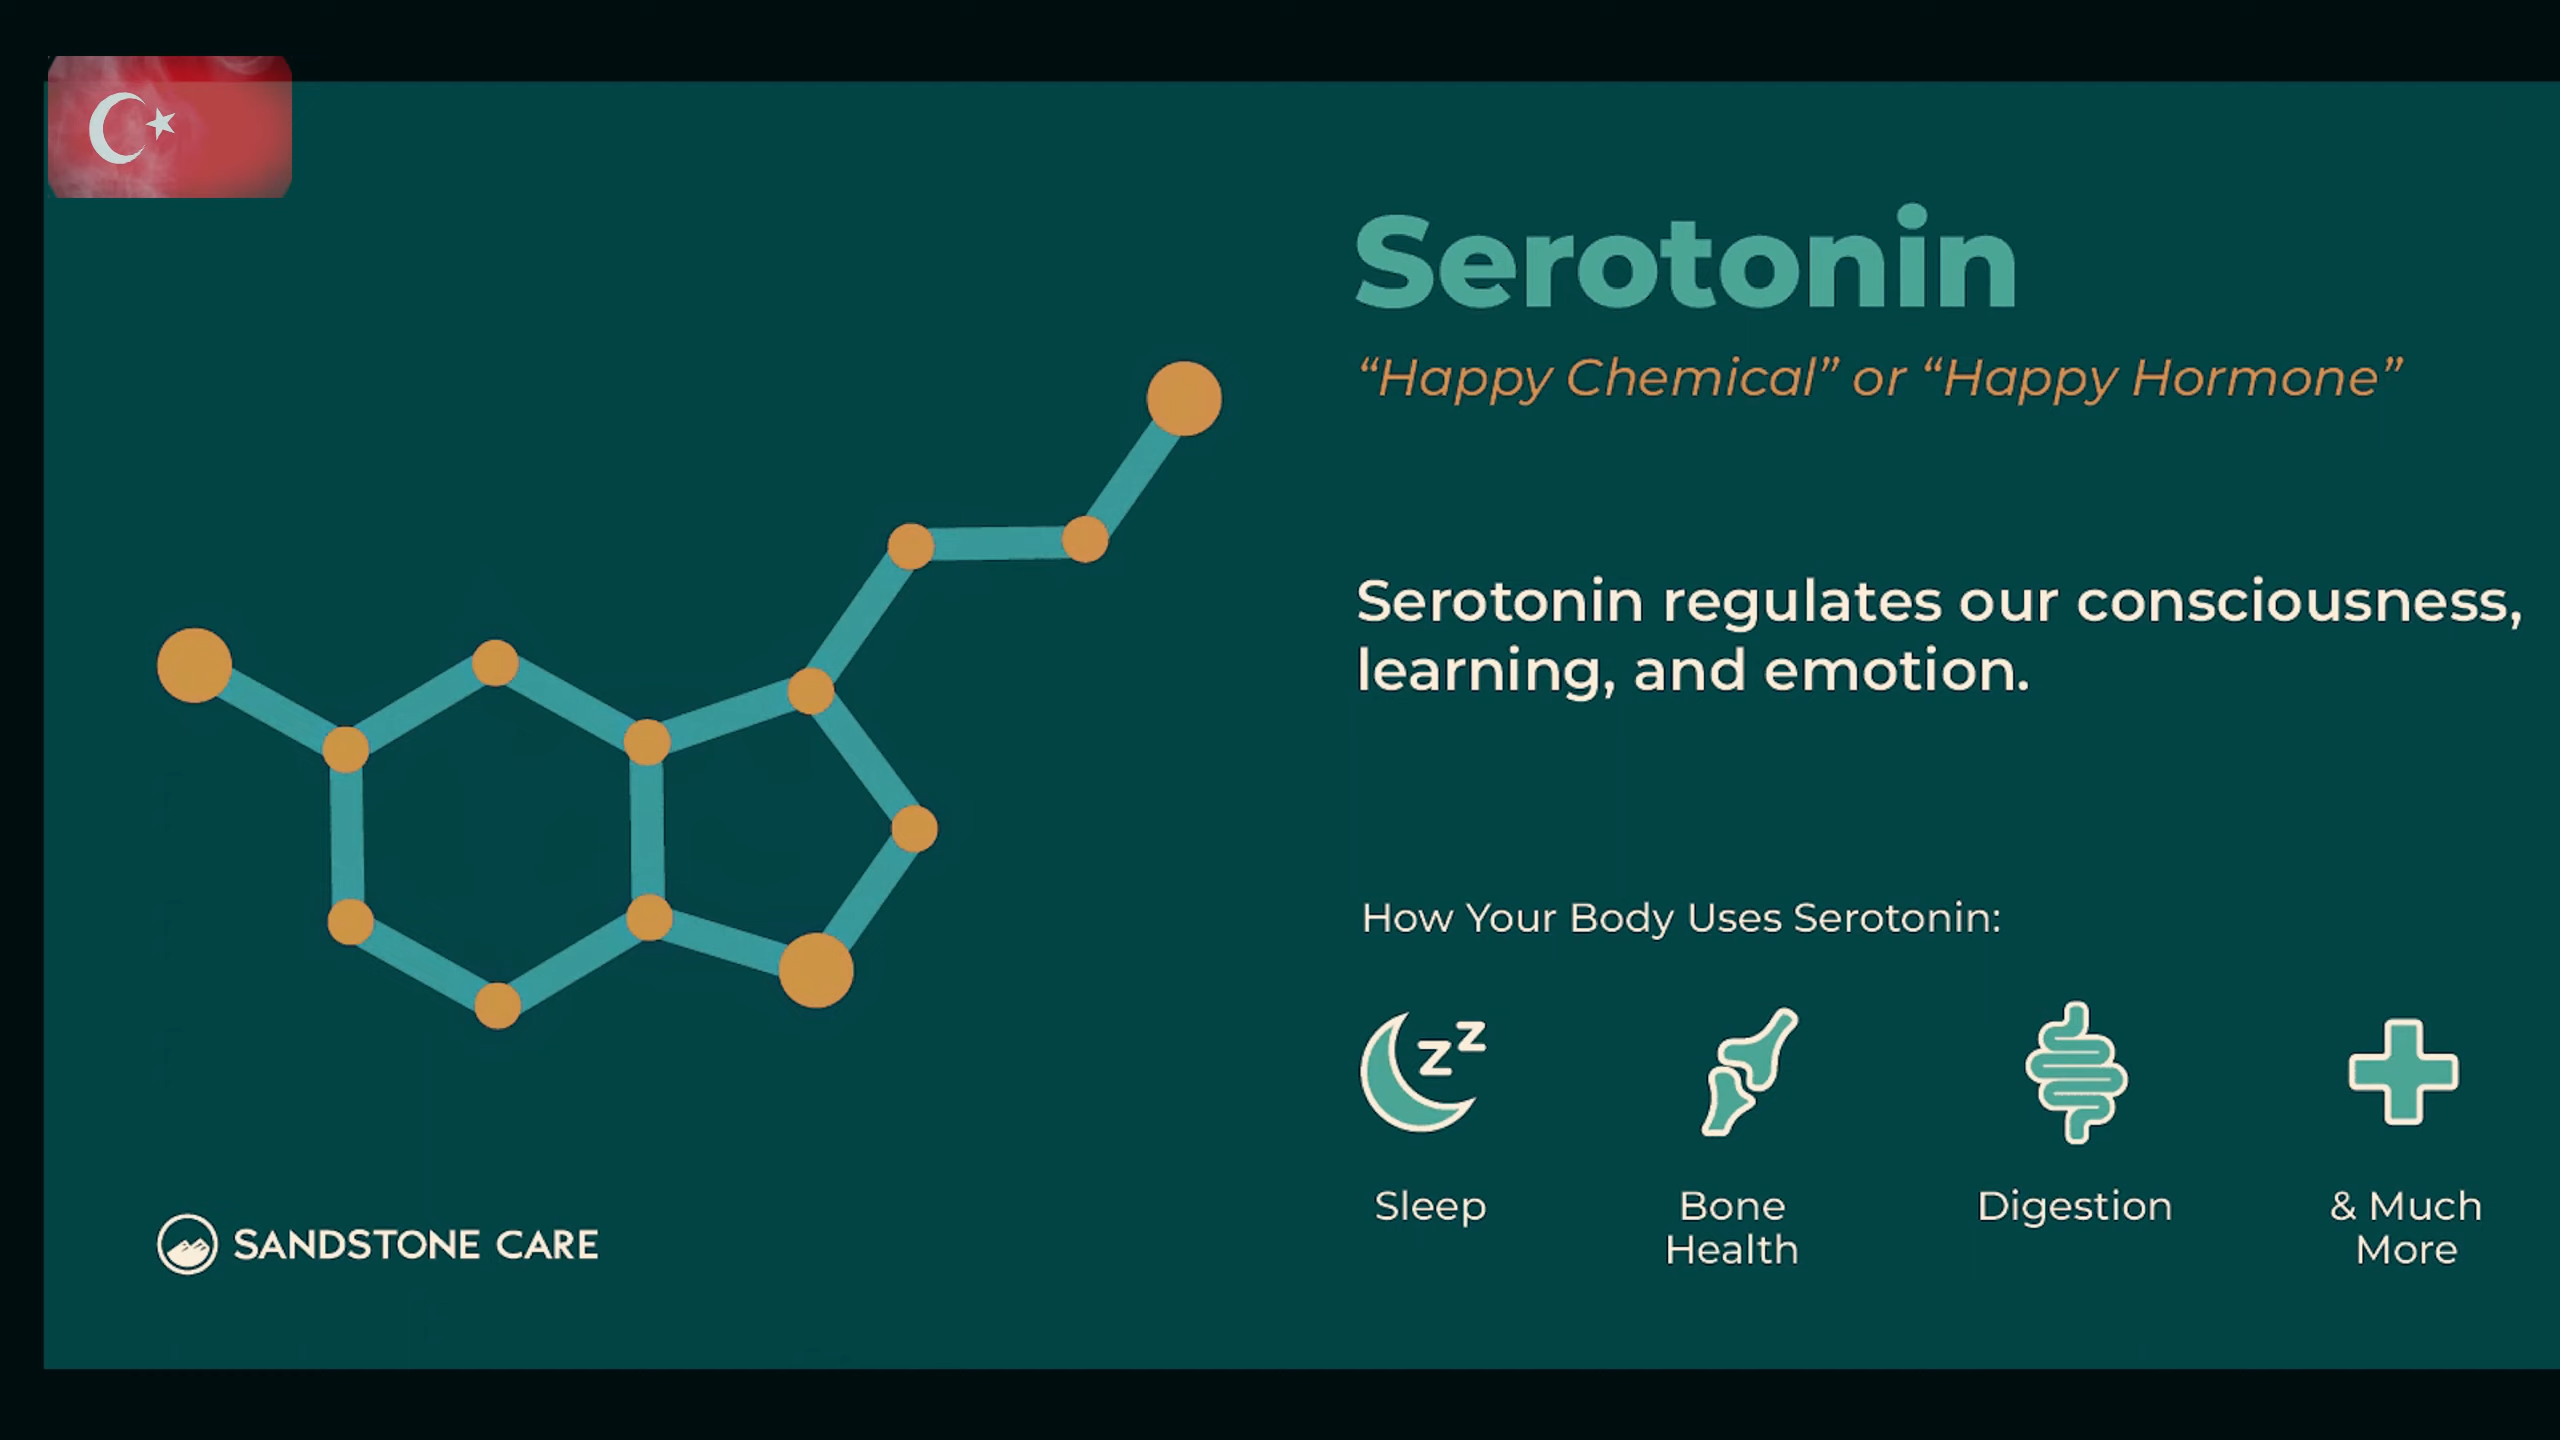 Serotonin
“Happy Chemical” or “Happy Hormone”
Serotonin regulates our consciousness,
learning, and emotion.
How Your Body Uses Serotonin:
z z
Sleep
Bone
Health
Digestion
& Much
More
SANDSTONE CARE